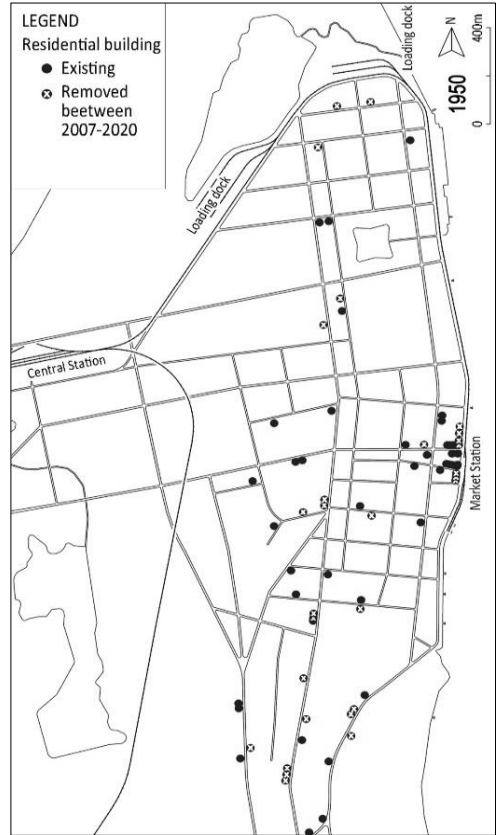 LEGEND
Residential building
Existing
Removed
beetween
2007-2020
Loading dock
Loading dock
N
400m
0
1950
Central Station
Market Station